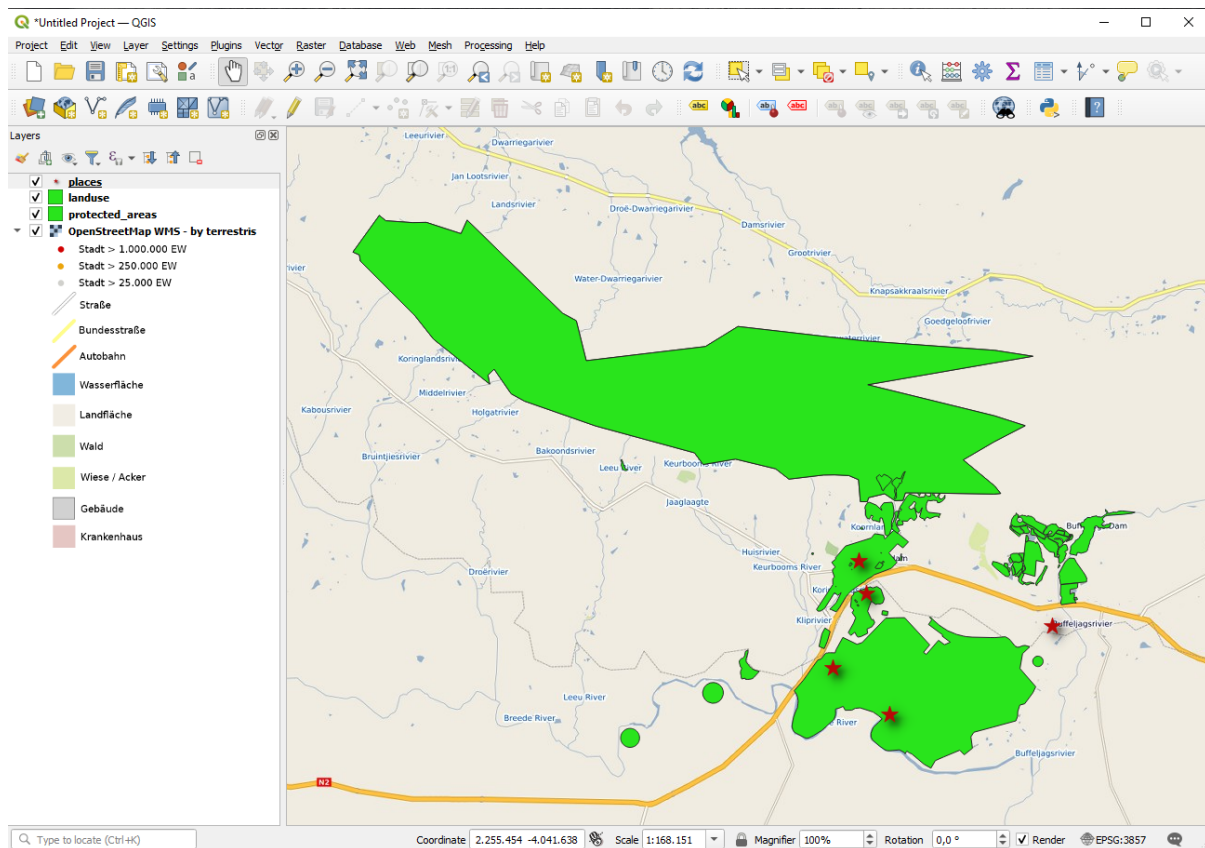 *Untitled Project — QGIS
Project Edit View Layer Settings Plugins Vector Raster Database Web Mesh Processing Help
abc
ab
abc
Layers
places
landuse
protected_areas
OpenStreetMap WMS - by terrestris
Stadt > 1.000.000 EW
Stadt > 250.000 EW
Stadt > 25.000 EW
Straße
Bundesstraße
Autobahn
Wasserfläche
Landfläche
Wald
Wiese / Acker
Gebäude
Krankenhaus
Leeurivier
Dwarriegarivier
Jan Lootsrivier
Landsrivier
Droë-Dwarriegarivier
Damsrivier
Grootrivier
Water-Dwarriegarivier
Knapsakkraalsrivier
Goedgeloofrivier
Middelrivier
Kabousrivier
Holgatrivier
Bakoondsrivier
Bruintjiesrivier
Leeu River
Keurbooms River
Jaaglaagte
Huisrivier
Keurbooms River
Droërivier
Kliprivier
Leeu River
Breede River
River
Buffeljagsrivier
N2
Type to locate (Ctrl+K)
Coordinate 2.255.454 -4.041.638 Scale 1:168.151 Magnifier 100% Rotation 0,0 ° Render EPSG:3857